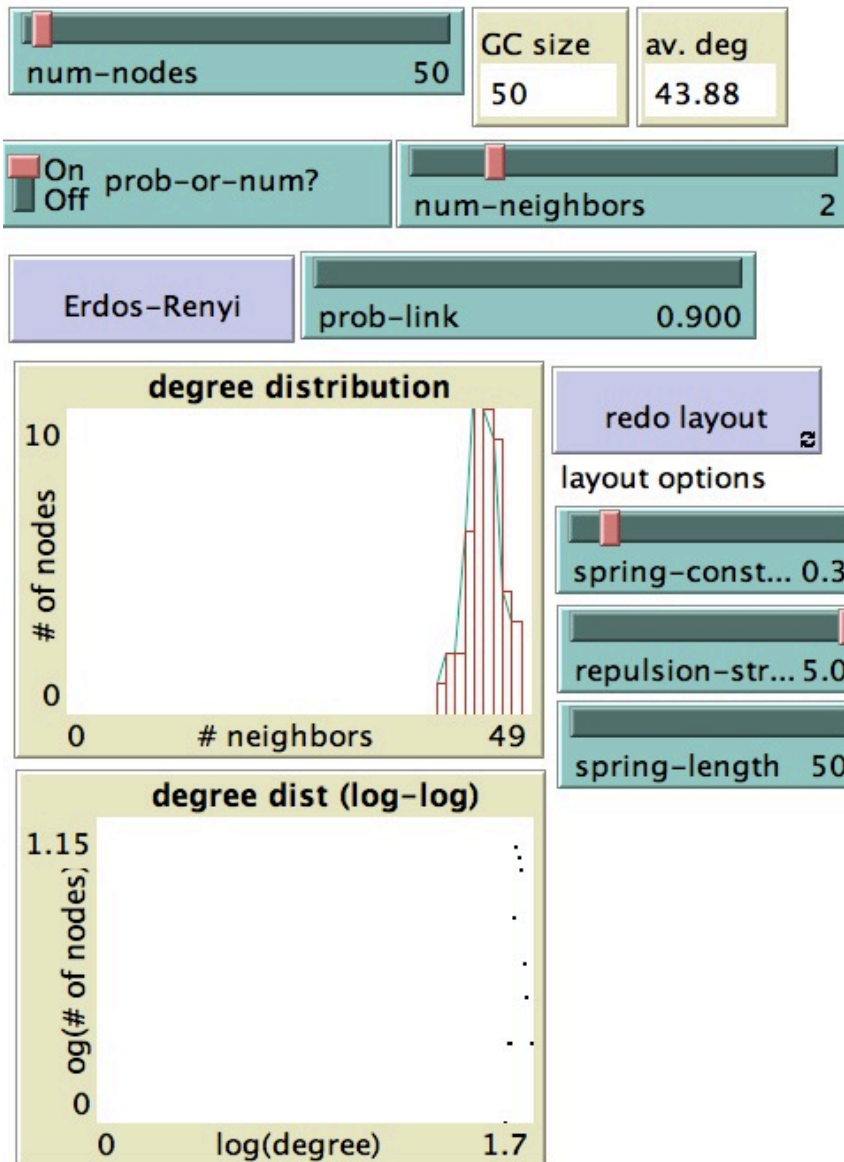 num-nodes 50
GC size
50
av. deg
43.88
On
Off
prob-or-num?
num-neighbors 2
Erdos-Renyi
prob-link 0.900
degree distribution
10
# of nodes
0
0 # neighbors 49
redo layout
layout options
spring-const... 0.3
repulsion-str... 5.0
spring-length 50
degree dist (log-log)
1.15
og(# of nodes)
0
0 log(degree) 1.7